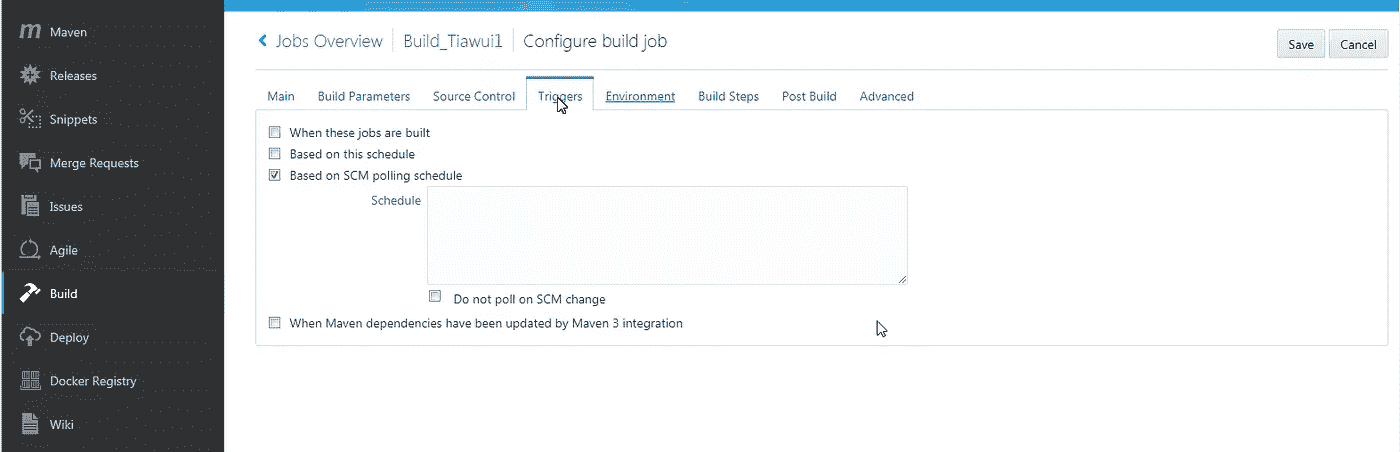 Maven
Releases
Snippets
Merge Requests
Issues
Agile
Build
Deploy
Docker Registry
Wiki
Jobs Overview Build_Tiawui1 Configure build job
Save Cancel
Main Build Parameters Source Control Triggers Environment Build Steps Post Build Advanced
When these jobs are built
Based on this schedule
Based on SCM polling schedule
Schedule
Do not poll on SCM change
When Maven dependencies have been updated by Maven 3 integration